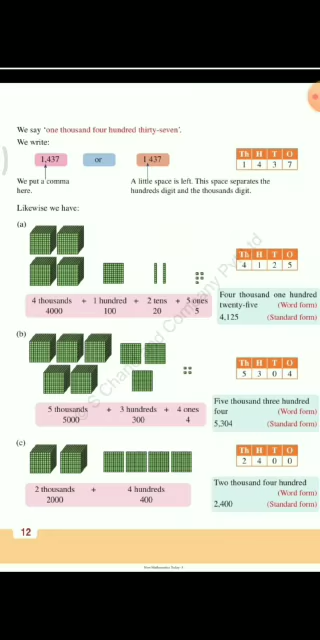 We say 'one thousand four hundred thirty-seven'.
We write:
1,437 or 1 437
Th H T O
1 4 3 7
We put a comma
here.
A little space is left. This space separates the
hundreds digit and the thousands digit.
Likewise we have:
(a)
Th H T O
4 1 2 5
4 thousands + 1 hundred + 2 tens + 5 ones
4000 100 20 5
Four thousand one hundred
twenty-five (Word form)
4,125 (Standard form)
(b)
Th H T O
5 3 0 4
5 thousands + 3 hundreds + 4 ones
5000 300 4
Five thousand three hundred
four (Word form)
5,304 (Standard form)
(c)
Th H T O
2 4 0 0
2 thousands + 4 hundreds
2000 400
Two thousand four hundred
(Word form)
2,400 (Standard form)
S Chand and Company Pvt Ltd
12